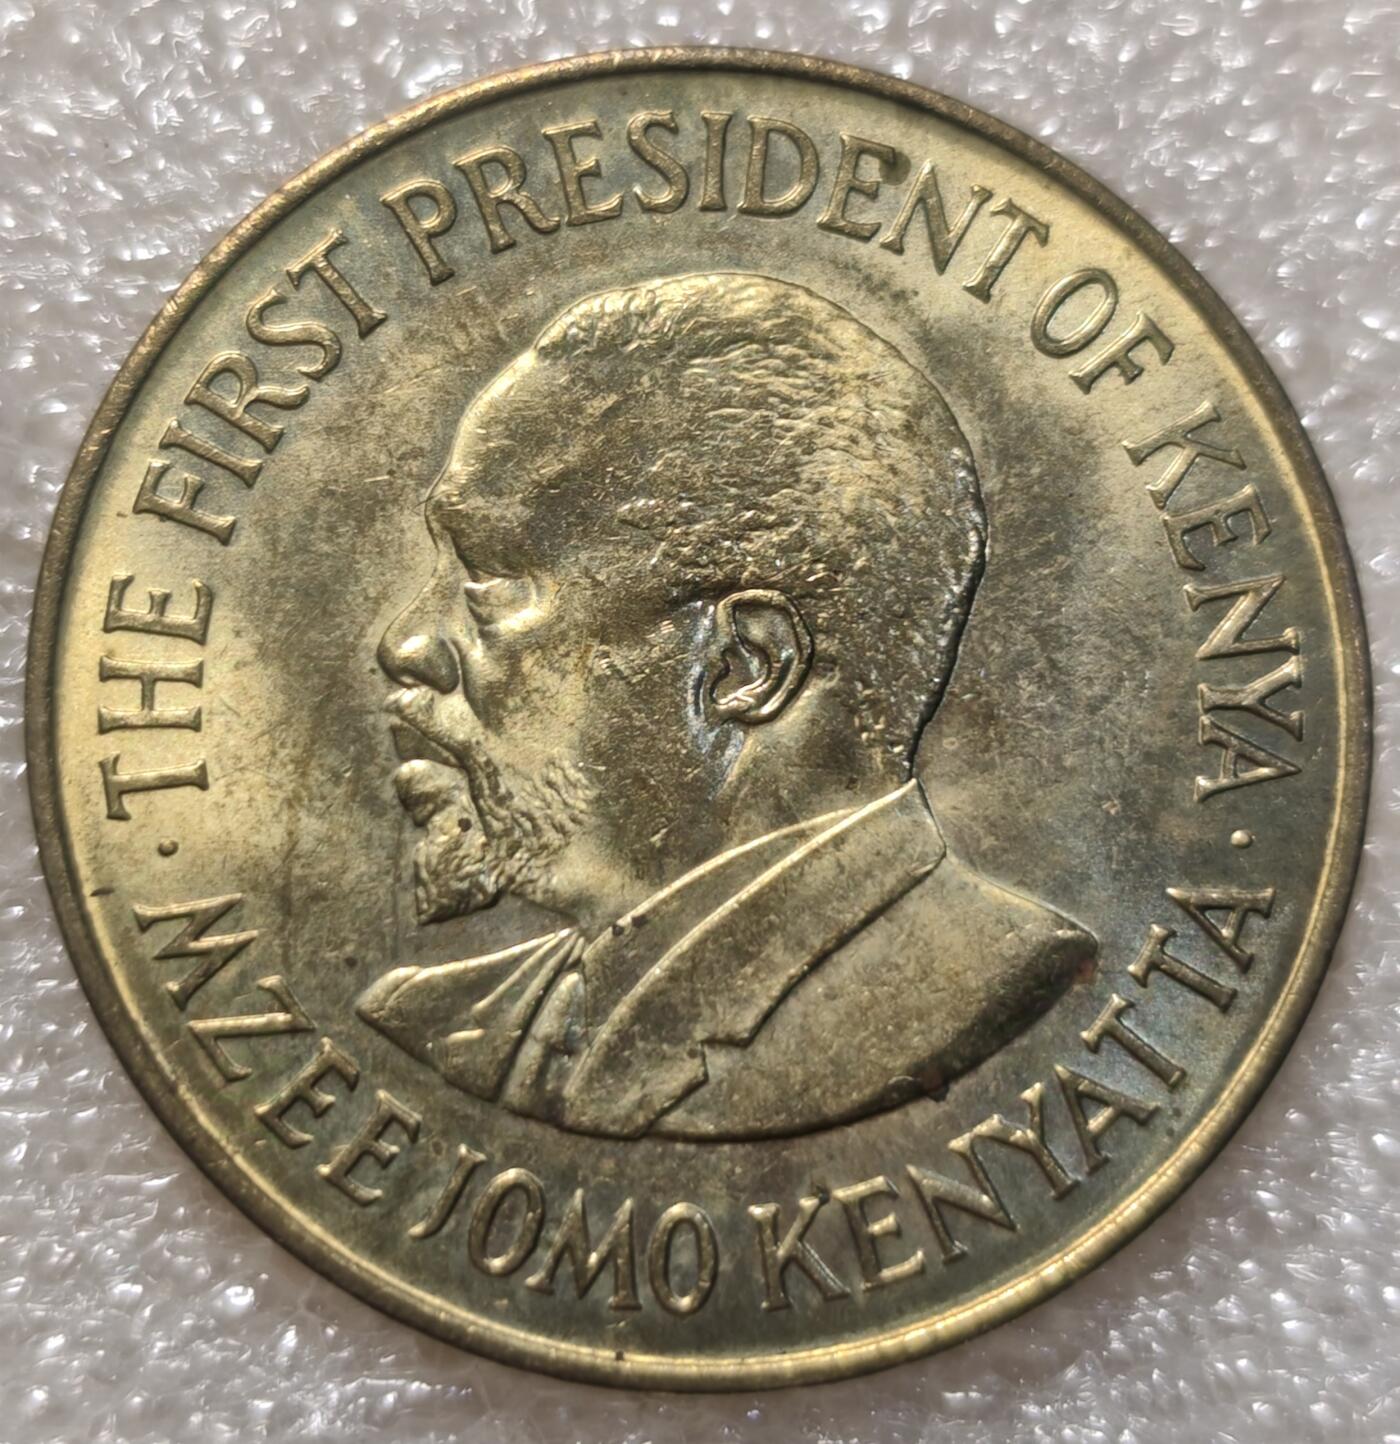 · THE FIRST PRESIDENT OF KENYA ·
MZEE JOMO KENYATTA